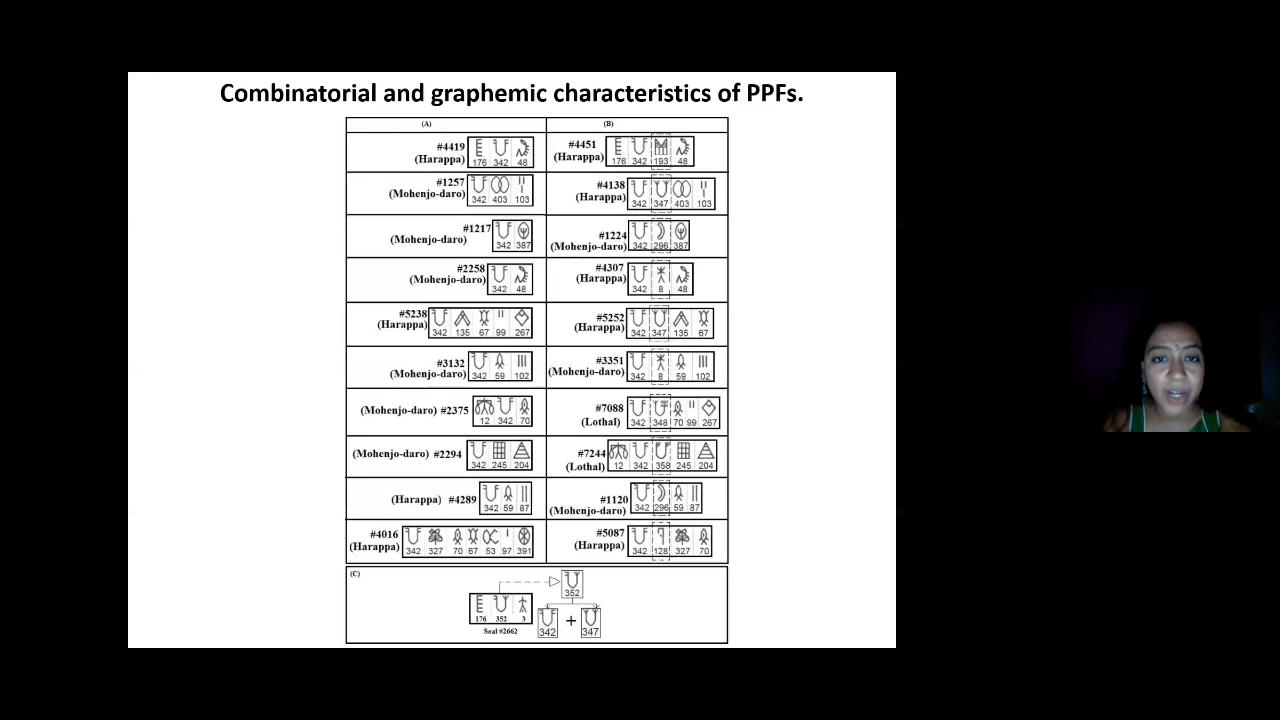 Combinatorial and graphemic characteristics of PPFs.
(A) (B)
#4419 (Harappa) 176 342 48
#4451 (Harappa) 176 342 193 48
#1257 (Mohenjo-daro) 342 403 103
#4138 (Harappa) 342 347 403 103
#1217 (Mohenjo-daro) 342 387
#1224 (Mohenjo-daro) 342 296 387
#2258 (Mohenjo-daro) 342 48
#4307 (Harappa) 342 8 48
#5238 (Harappa) 342 135 67 99 267
#5252 (Harappa) 342 347 135 67
#3132 (Mohenjo-daro) 342 59 102
#3351 (Mohenjo-daro) 342 8 59 102
(Mohenjo-daro) #2375 12 342 70
#7088 (Lothal) 342 348 70 99 267
(Mohenjo-daro) #2294 342 245 204
#7244 (Lothal) 12 342 358 245 204
(Harappa) #4289 342 59 87
#1120 (Mohenjo-daro) 342 296 59 87
#4016 (Harappa) 342 327 70 67 53 97 391
#5087 (Harappa) 342 128 327 70
(C)
352
176 352 3
342 + 347
Seal #2662